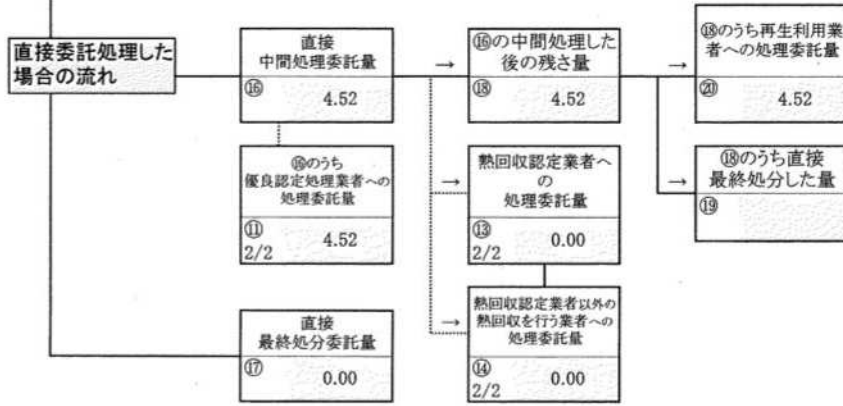 直接委託処理した
場合の流れ
直接
中間処理委託量
⑯
4.52
→
⑯の中間処理した
後の残さ量
⑱
4.52
→
⑱のうち再生利用業
者への処理委託量
⑳
4.52
⑯のうち
優良認定処理業者への
処理委託量
⑪
2/2
4.52
→
熱回収認定業者へ
の
処理委託量
⑬
2/2
0.00
→
⑱のうち直接
最終処分した量
⑲
直接
最終処分委託量
⑰
0.00
→
熱回収認定業者以外の
熱回収を行う業者への
処理委託量
⑭
2/2
0.00